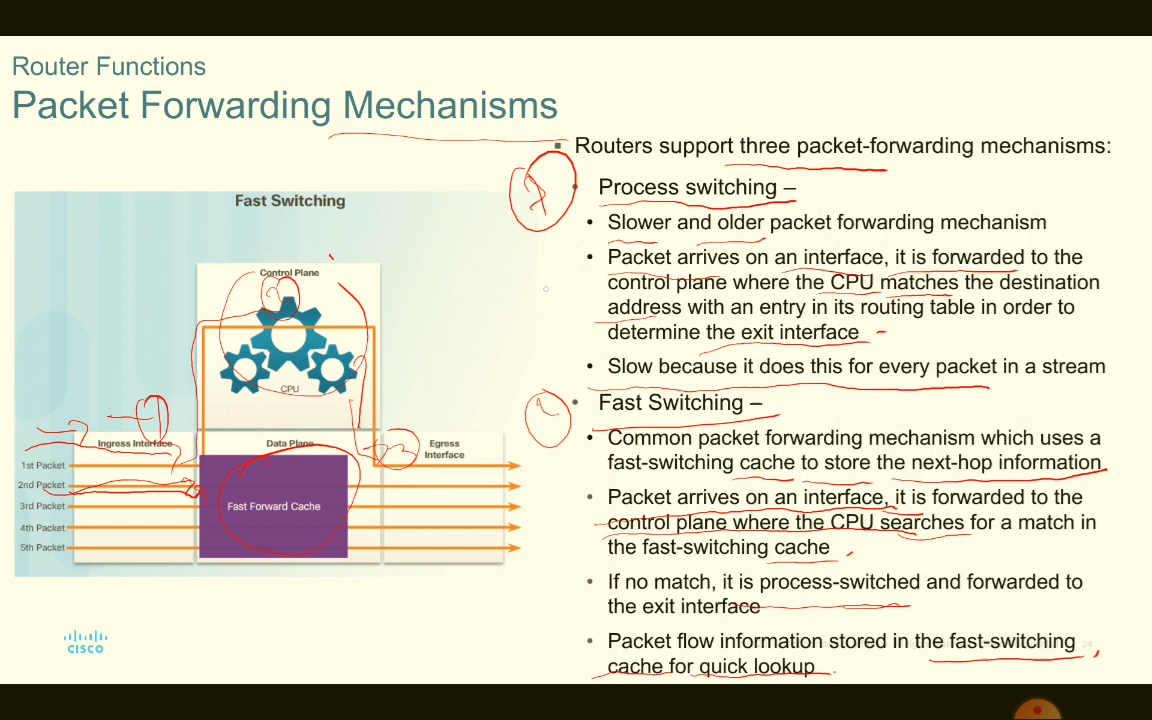 Router Functions
Packet Forwarding Mechanisms
Fast Switching
Control Plane
CPU
Ingress Interface
Data Plane
Egress
Interface
1st Packet
2nd Packet
3rd Packet
4th Packet
5th Packet
Fast Forward Cache
CISCO
▪ Routers support three packet-forwarding mechanisms:
• Process switching –
• Slower and older packet forwarding mechanism
• Packet arrives on an interface, it is forwarded to the
control plane where the CPU matches the destination
address with an entry in its routing table in order to
determine the exit interface
• Slow because it does this for every packet in a stream
• Fast Switching –
• Common packet forwarding mechanism which uses a
fast-switching cache to store the next-hop information
• Packet arrives on an interface, it is forwarded to the
control plane where the CPU searches for a match in
the fast-switching cache
• If no match, it is process-switched and forwarded to
the exit interface
• Packet flow information stored in the fast-switching
cache for quick lookup
24